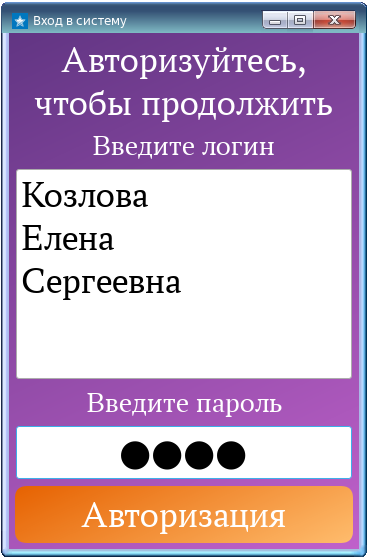 Вход в систему
Авторизуйтесь,
чтобы продолжить
Введите логин
Козлова
Елена
Сергеевна
Введите пароль
●●●●
Авторизация